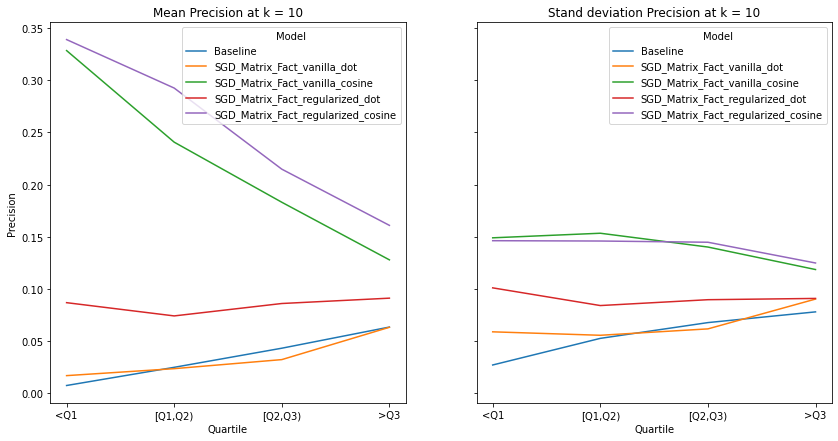 Mean Precision at k = 10
Precision
0.35
0.30
0.25
0.20
0.15
0.10
0.05
0.00
Model
Baseline
SGD_Matrix_Fact_vanilla_dot
SGD_Matrix_Fact_vanilla_cosine
SGD_Matrix_Fact_regularized_dot
SGD_Matrix_Fact_regularized_cosine
<Q1 [Q1,Q2) [Q2,Q3) >Q3
Quartile
Stand deviation Precision at k = 10
Model
Baseline
SGD_Matrix_Fact_vanilla_dot
SGD_Matrix_Fact_vanilla_cosine
SGD_Matrix_Fact_regularized_dot
SGD_Matrix_Fact_regularized_cosine
<Q1 [Q1,Q2) [Q2,Q3) >Q3
Quartile